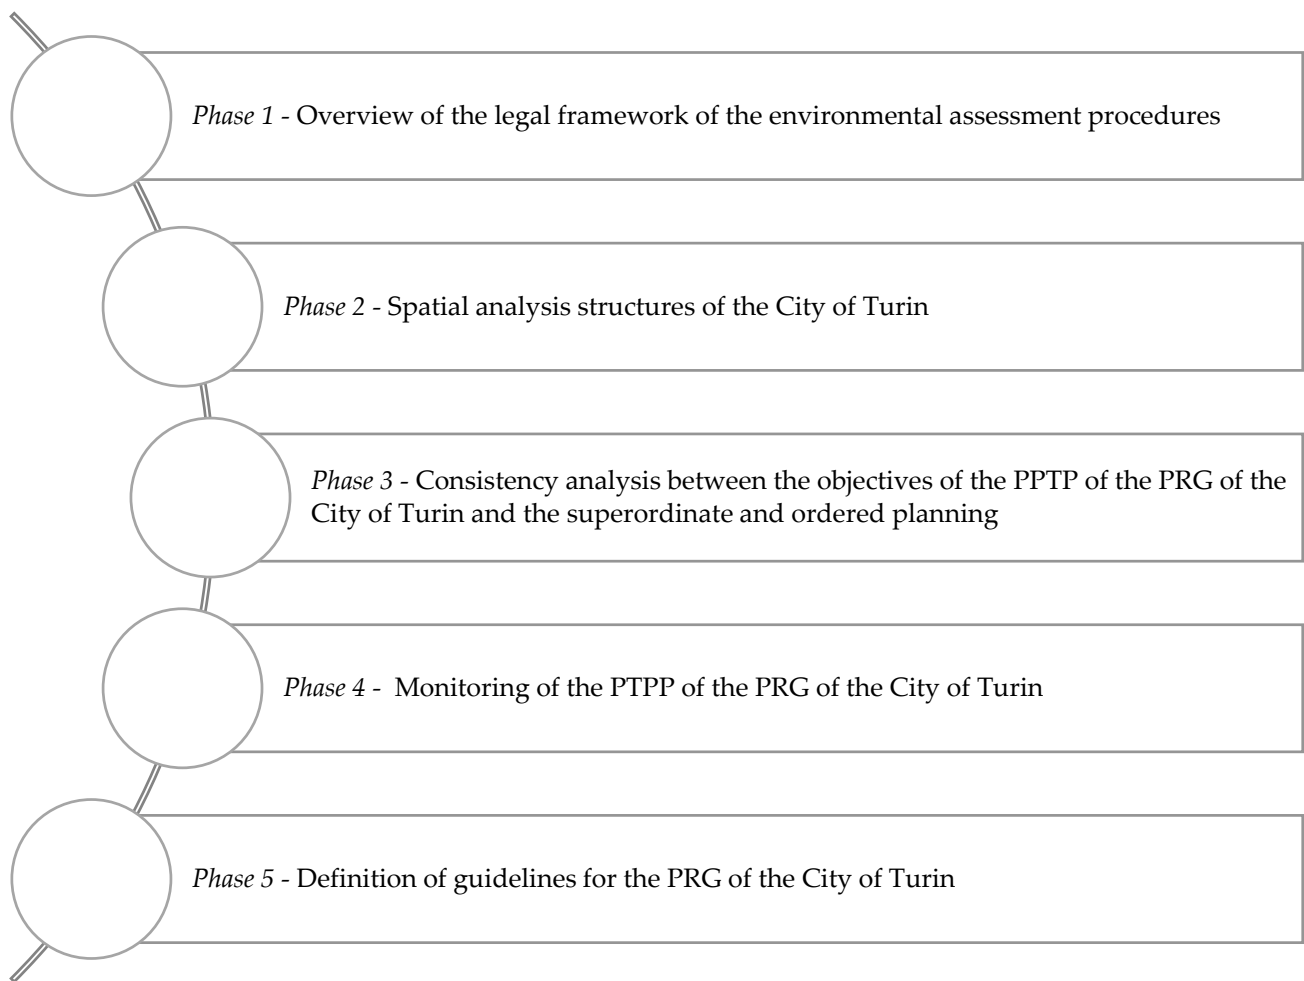 Phase 1 - Overview of the legal framework of the environmental assessment procedures
Phase 2 - Spatial analysis structures of the City of Turin
Phase 3 - Consistency analysis between the objectives of the PPTP of the PRG of the
City of Turin and the superordinate and ordered planning
Phase 4 -  Monitoring of the PTPP of the PRG of the City of Turin
Phase 5 - Definition of guidelines for the PRG of the City of Turin